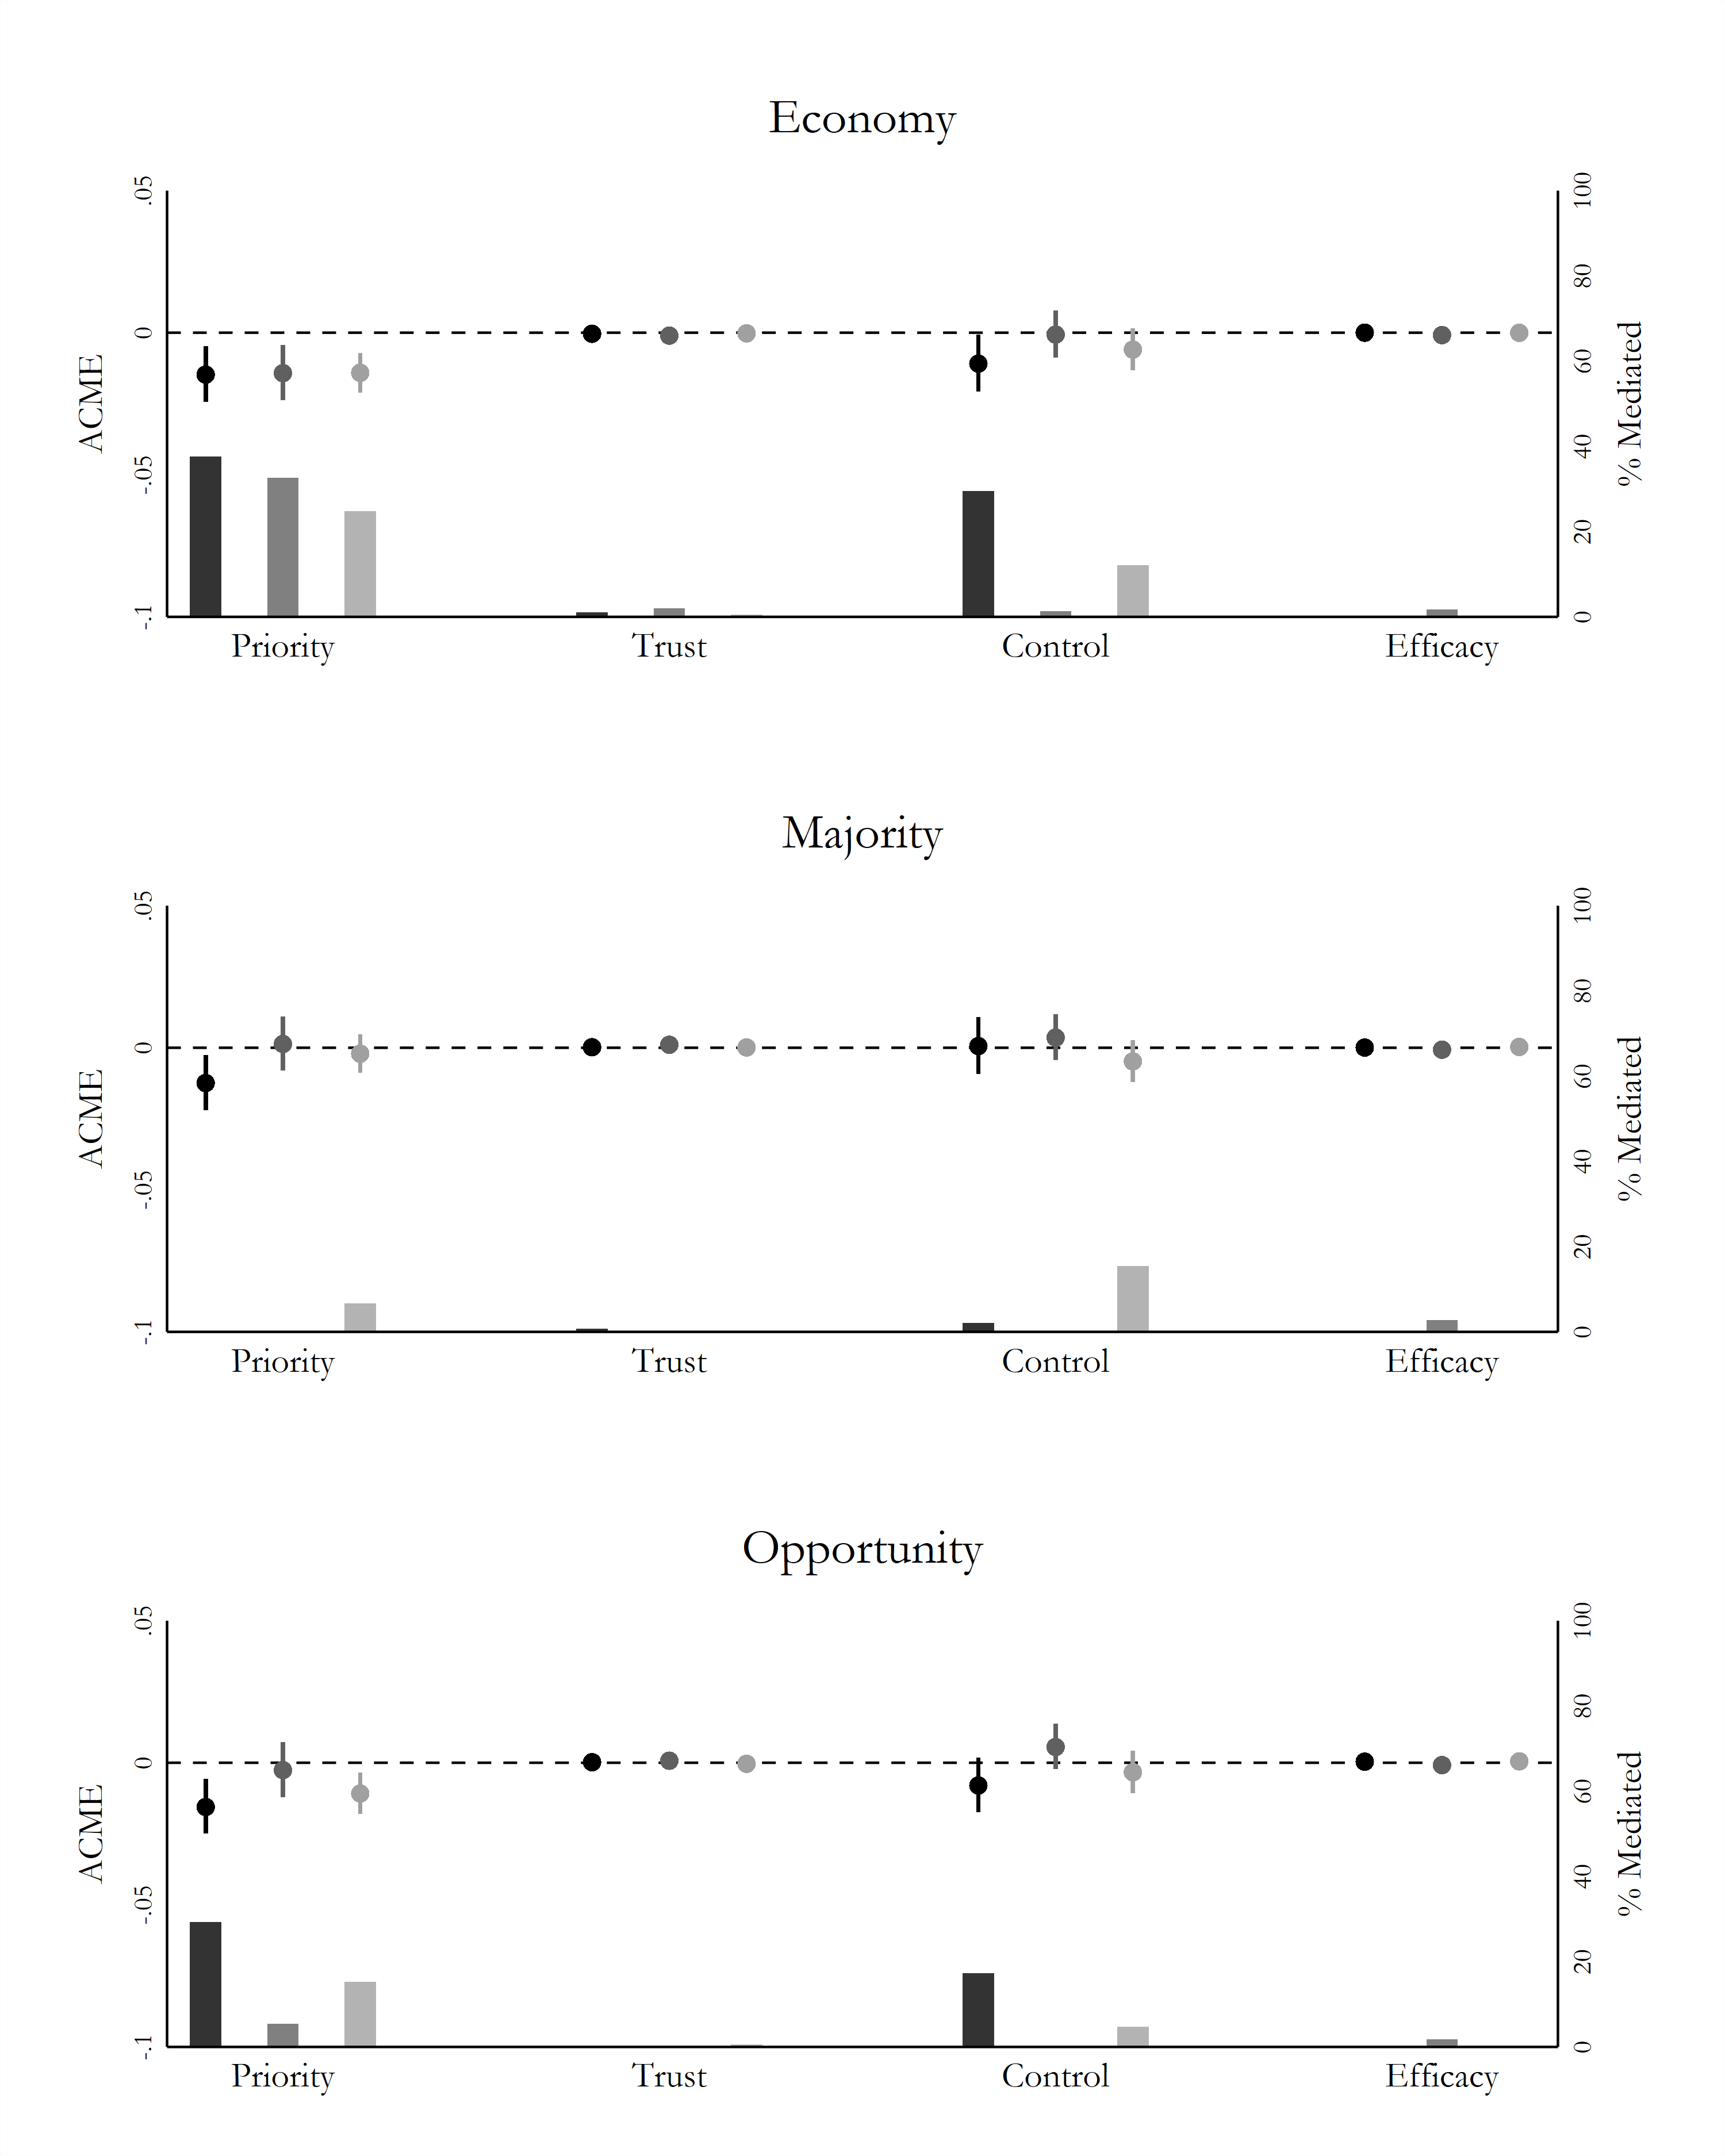 Economy
ACME
.05
0
-.05
-.1
100
80
60
40
20
0
% Mediated
Priority Trust Control Efficacy
Majority
ACME
.05
0
-.05
-.1
100
80
60
40
20
0
% Mediated
Priority Trust Control Efficacy
Opportunity
ACME
.05
0
-.05
-.1
100
80
60
40
20
0
% Mediated
Priority Trust Control Efficacy